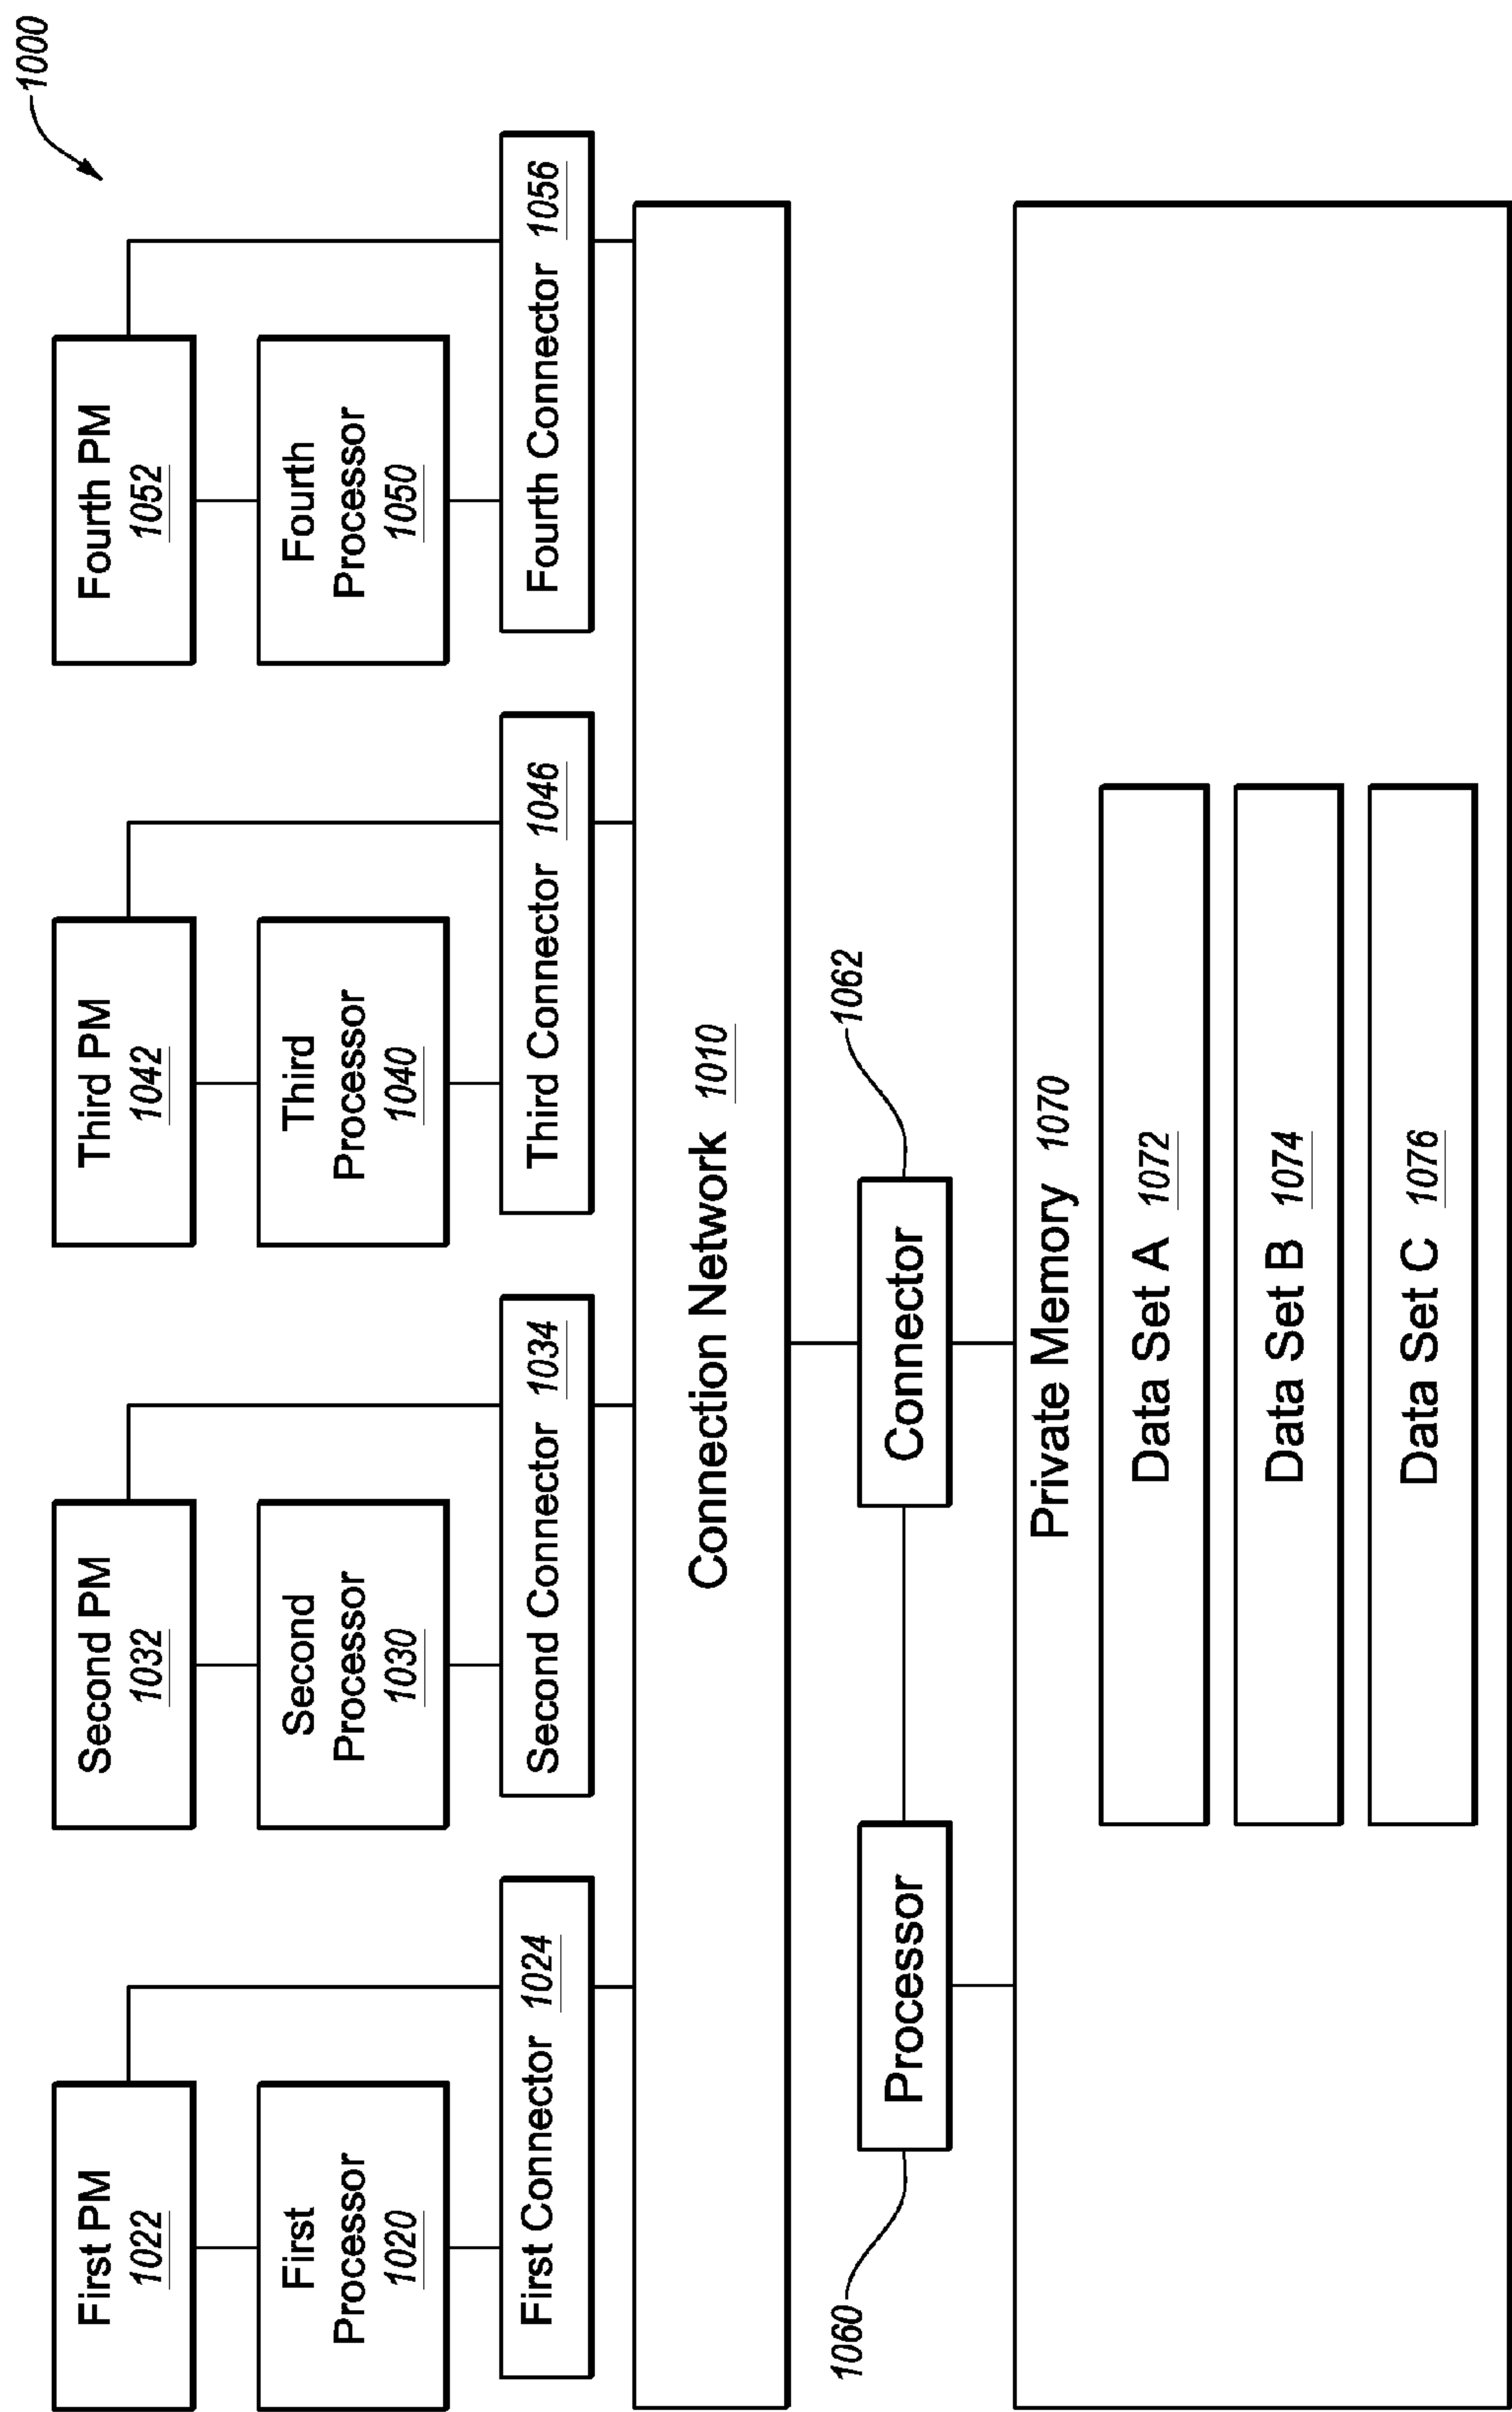 1000
First PM
1022
First
Processor
1020
First Connector 1024
Second PM
1032
Second
Processor
1030
Second Connector 1034
Third PM
1042
Third
Processor
1040
Third Connector 1046
Fourth PM
1052
Fourth
Processor
1050
Fourth Connector 1056
Connection Network 1010
1060
Processor
Connector
1062
Private Memory 1070
Data Set A 1072
Data Set B 1074
Data Set C 1076